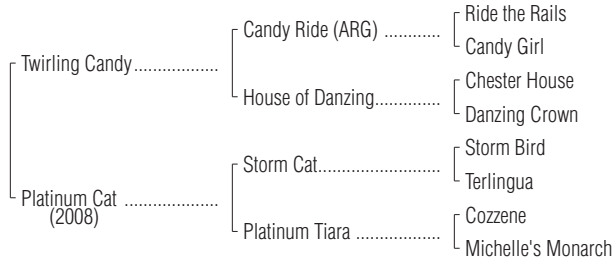 Ride the Rails
Candy Ride (ARG) ............
Candy Girl
Twirling Candy..................
Chester House
House of Danzing..............
Danzing Crown
Storm Bird
Storm Cat..........................
Terlingua
Platinum Cat ....................
(2008)
Cozzene
Platinum Tiara ..................
Michelle's Monarch